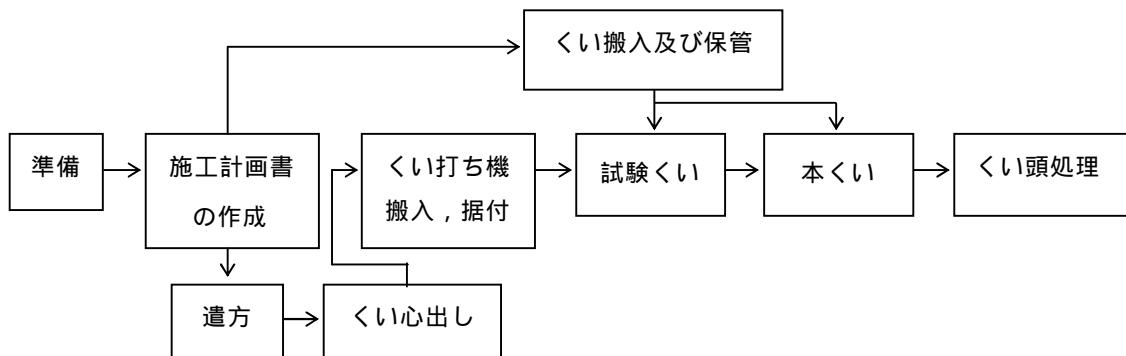 くい搬入及び保管
準備
施工計画書
の作成
くい打ち機
搬入,据付
試験くい
本くい
くい頭処理
遣方
くい心出し